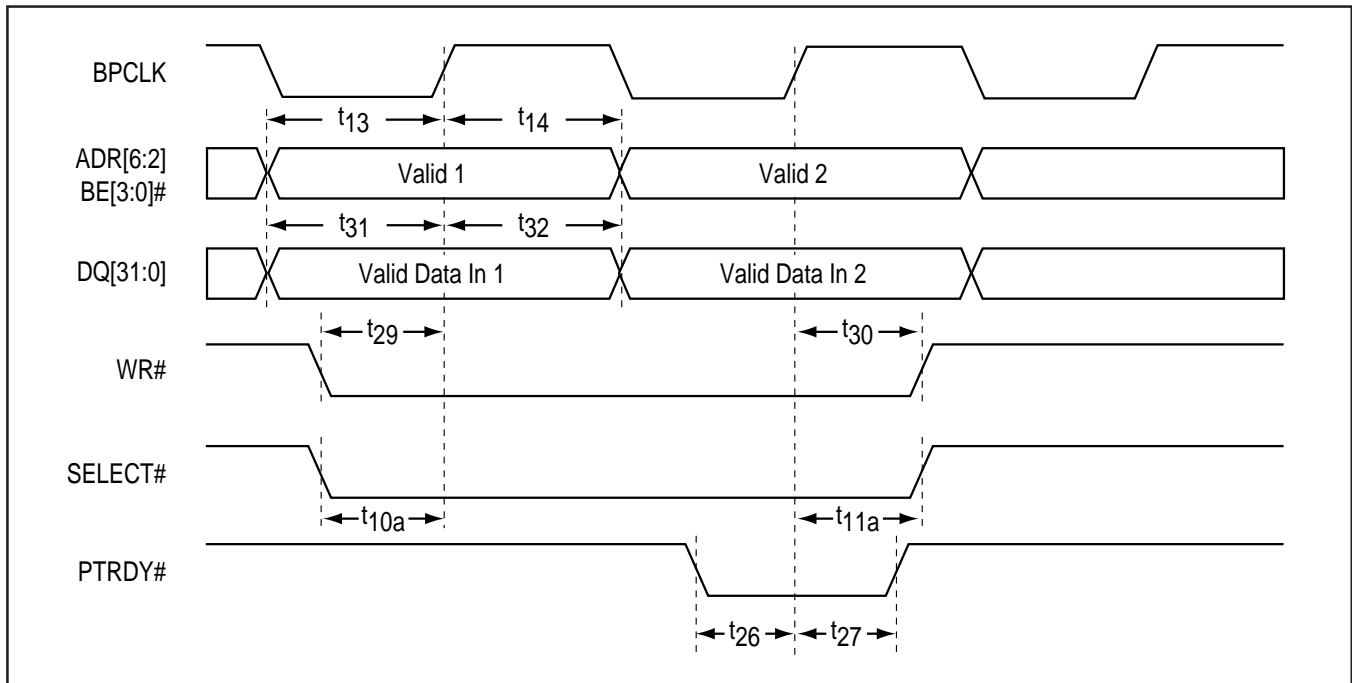 BPCLK
t13 t14
ADR[6:2]
BE[3:0]#
Valid 1 Valid 2
t31 t32
DQ[31:0] Valid Data In 1 Valid Data In 2
t29 t30
WR#
SELECT#
t10a t11a
PTRDY#
t26 t27